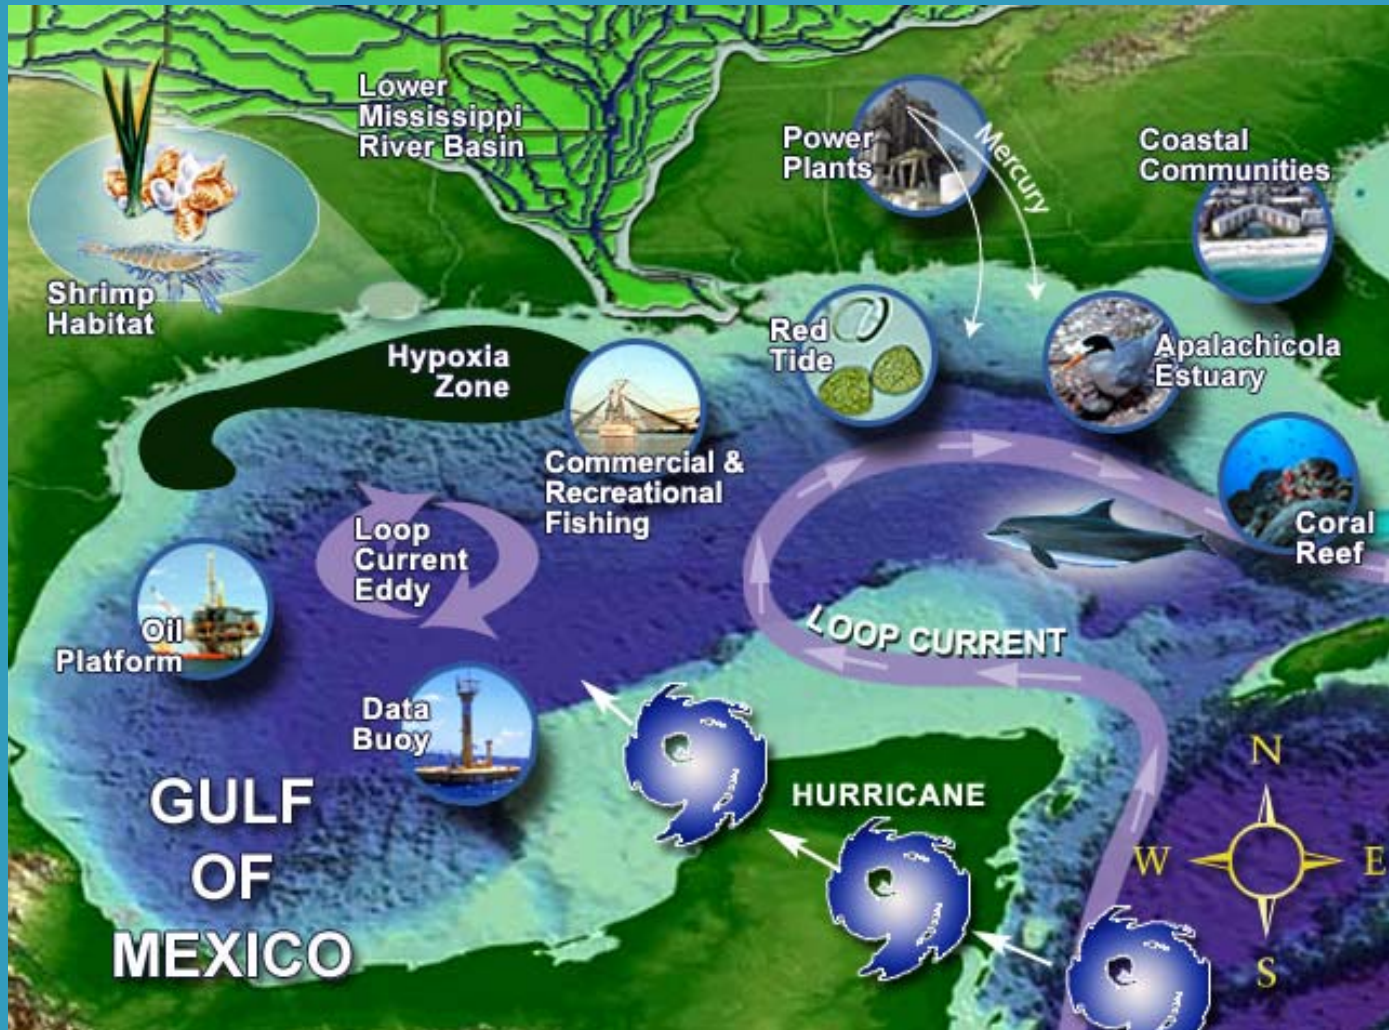 Lower
Mississippi
River Basin
Power
Plants
Mercury
Coastal
Communities
Shrimp
Habitat
Hypoxia
Zone
Red
Tide
Apalachicola
Estuary
Commercial &
Recreational
Fishing
Coral
Reef
Loop
Current
Eddy
Oil
Platform
LOOP CURRENT
Data
Buoy
HURRICANE
GULF
OF
MEXICO
N
W
E
S